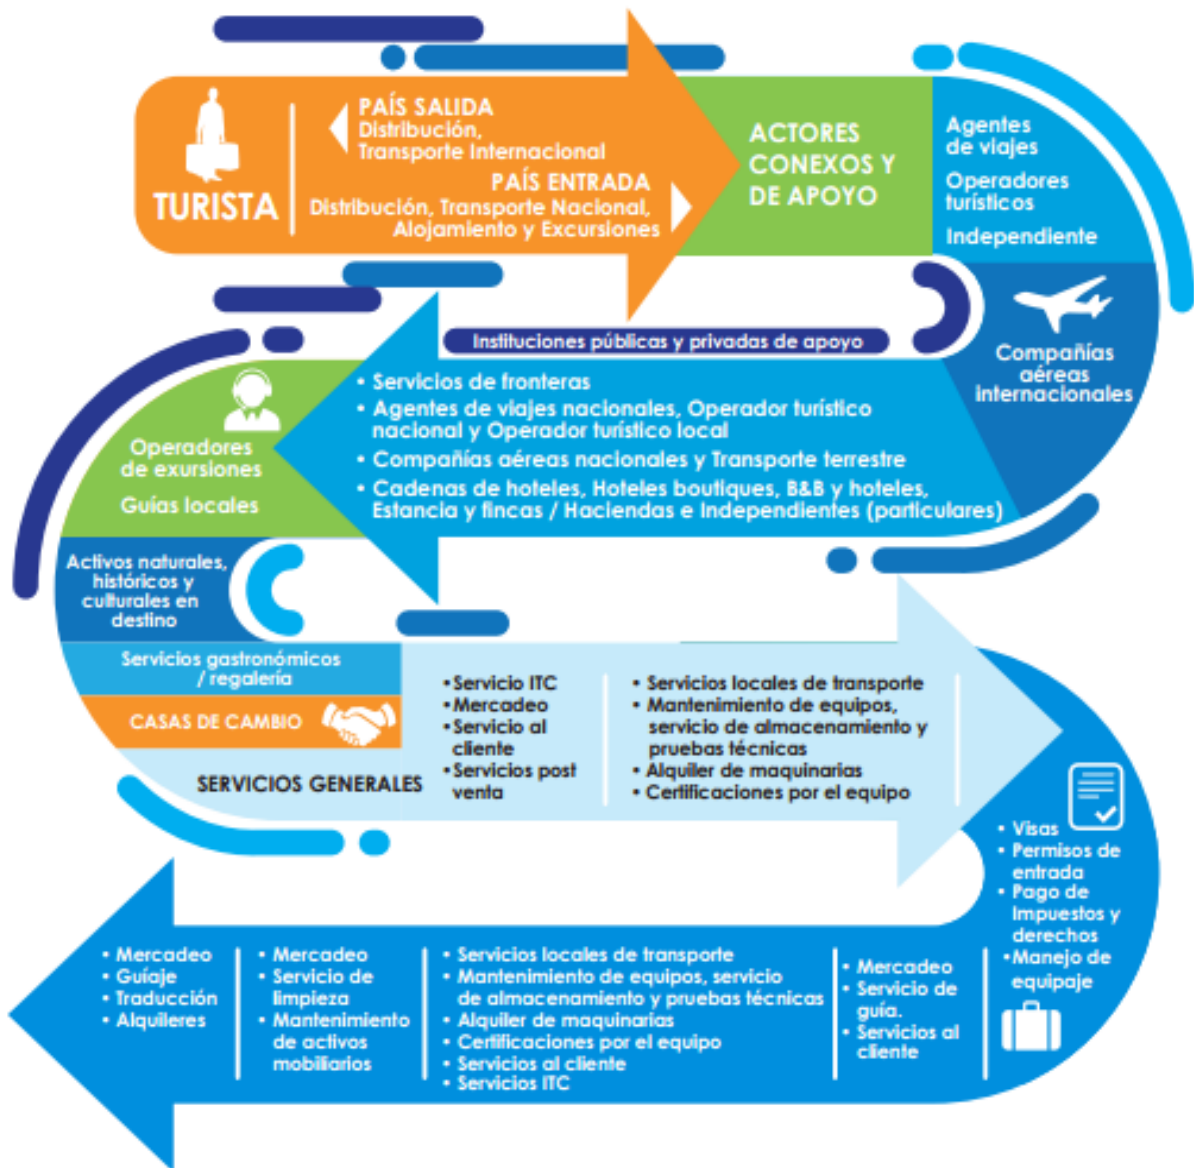 TURISTA
PAÍS SALIDA
Distribución,
Transporte Internacional
PAÍS ENTRADA
Distribución, Transporte Nacional,
Alojamiento y Excursiones
ACTORES
CONEXOS Y
DE APOYO
Agentes
de viajes
Operadores
turísticos
Independiente
Compañías
aéreas
internacionales
Instituciones públicas y privadas de apoyo
• Servicios de fronteras
• Agentes de viajes nacionales, Operador turístico
nacional y Operador turístico local
• Compañías aéreas nacionales y Transporte terrestre
• Cadenas de hoteles, Hoteles boutiques, B&B y hoteles,
Estancia y fincas / Haciendas e Independientes (particulares)
Operadores
de exursiones
Guías locales
Activos naturales,
históricos y
culturales en
destino
Servicios gastronómicos
/ regalería
CASAS DE CAMBIO
SERVICIOS GENERALES
•Servicio ITC
•Mercadeo
•Servicio al
cliente
•Servicios post
venta
• Servicios locales de transporte
• Mantenimiento de equipos,
servicio de almacenamiento y
pruebas técnicas
• Alquiler de maquinarias
• Certificaciones por el equipo
• Visas
• Permisos de
entrada
• Pago de
Impuestos y
derechos
•Manejo de
equipaje
• Mercadeo
• Servicio de
guía.
• Servicios al
cliente
• Servicios locales de transporte
• Mantenimiento de equipos, servicio
de almacenamiento y pruebas técnicas
• Alquiler de maquinarias
• Certificaciones por el equipo
• Servicios al cliente
• Servicios ITC
• Mercadeo
• Servicio de
limpieza
• Mantenimiento
de activos
mobiliarios
• Mercadeo
• Guíaje
• Traducción
• Alquileres